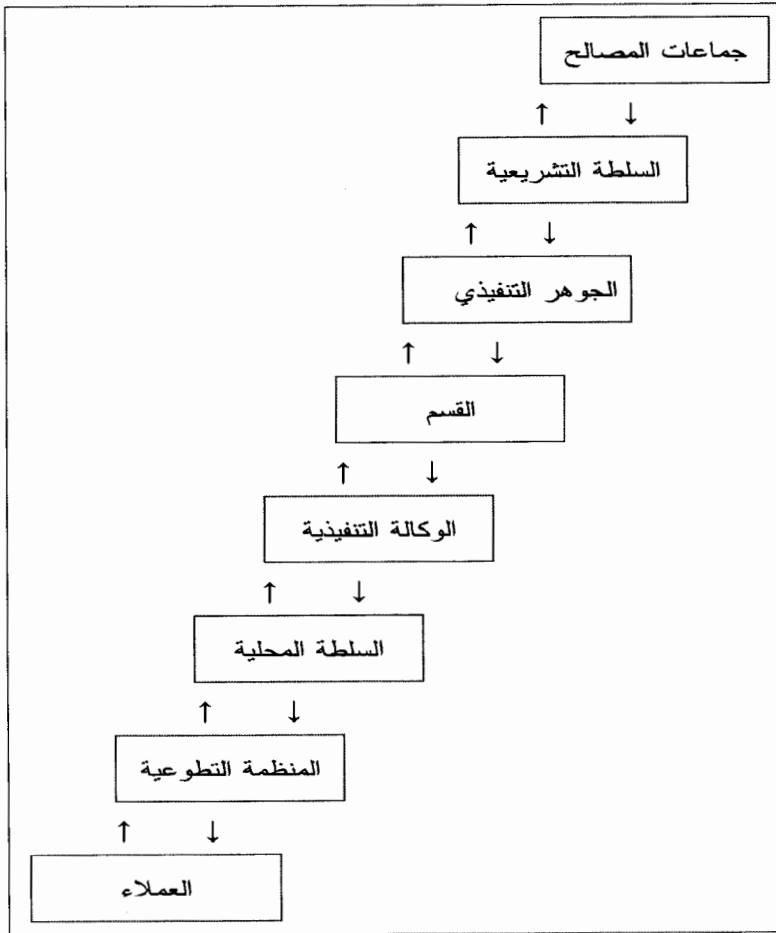 جماعات المصالح
↑ ↓
السلطة التشريعية
↑ ↓
الجوهر التنفيذي
↑ ↓
القسم
↑ ↓
الوكالة التنفيذية
↑ ↓
السلطة المحلية
↑ ↓
المنظمة التطوعية
↑ ↓
العملاء